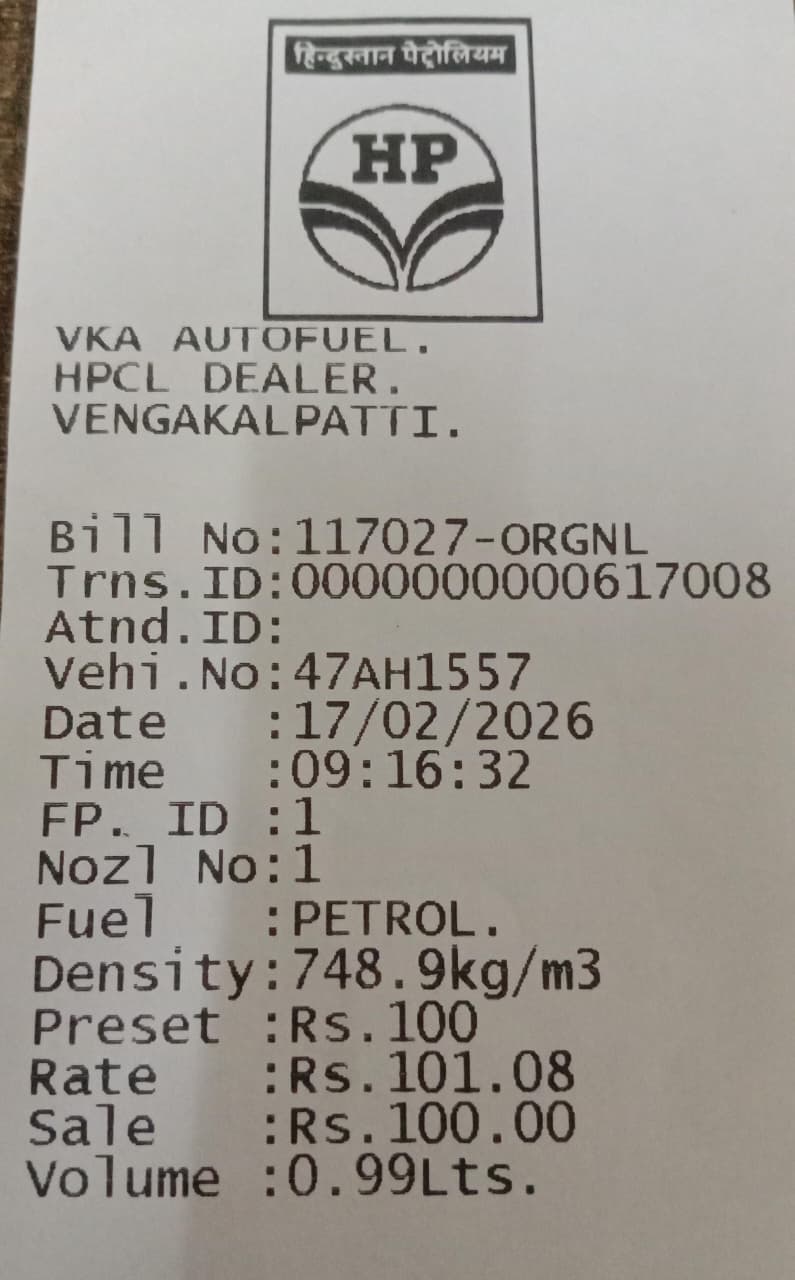 हिन्दुस्तान पैट्रोलियम
HP
VKA AUTOFUEL.
HPCL DEALER.
VENGAKALPATTI.
Bill No:117027-ORGNL
Trns.ID:0000000000617008
Atnd.ID:
Vehi.No:47AH1557
Date :17/02/2026
Time :09:16:32
FP. ID :1
Nozl No:1
Fuel :PETROL.
Density:748.9kg/m3
Preset :Rs.100
Rate :Rs.101.08
Sale :Rs.100.00
Volume :0.99Lts.